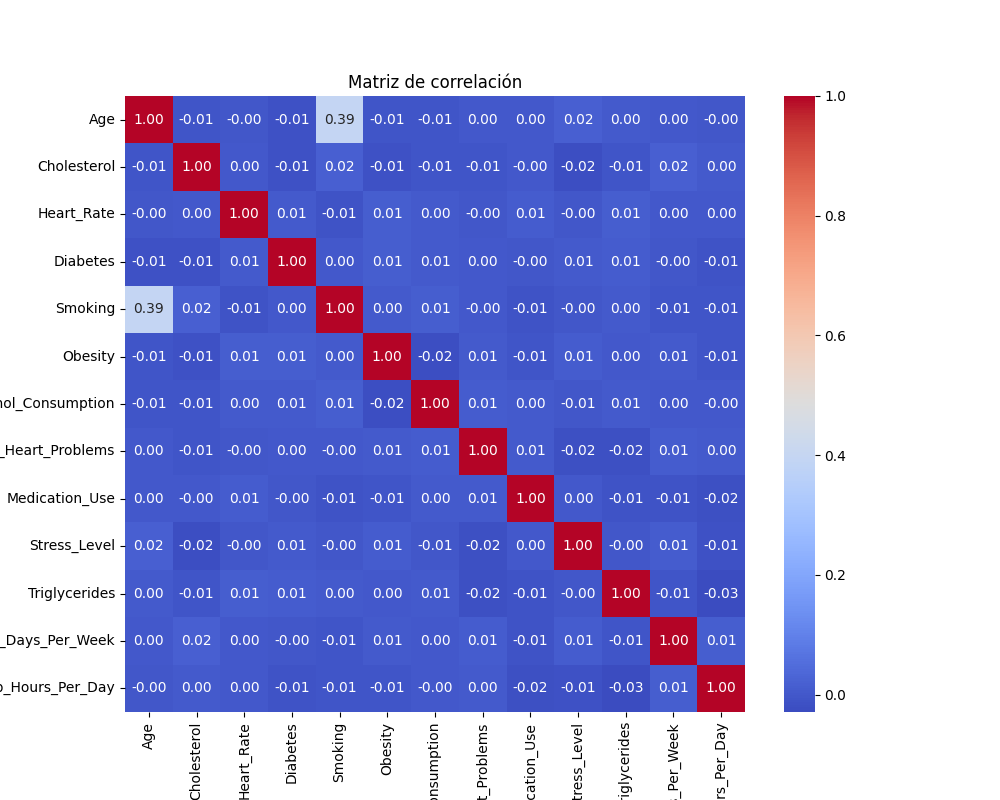 Matriz de correlación
Age 1.00 -0.01 -0.00 -0.01 0.39 -0.01 -0.01 0.00 0.00 0.02 0.00 0.00 -0.00
Cholesterol -0.01 1.00 0.00 -0.01 0.02 -0.01 -0.01 -0.01 -0.00 -0.02 -0.01 0.02 0.00
Heart_Rate -0.00 0.00 1.00 0.01 -0.01 0.01 0.00 -0.00 0.01 -0.00 0.01 0.00 0.00
Diabetes -0.01 -0.01 0.01 1.00 0.00 0.01 0.01 0.00 -0.00 0.01 0.01 -0.00 -0.01
Smoking 0.39 0.02 -0.01 0.00 1.00 0.00 0.01 -0.00 -0.01 -0.00 0.00 -0.01 -0.01
Obesity -0.01 -0.01 0.01 0.01 0.00 1.00 -0.02 0.01 -0.01 0.01 0.00 0.01 -0.01
ol_Consumption -0.01 -0.01 0.00 0.01 0.01 -0.02 1.00 0.01 0.00 -0.01 0.01 0.00 -0.00
_Heart_Problems 0.00 -0.01 -0.00 0.00 -0.00 0.01 0.01 1.00 0.01 -0.02 -0.02 0.01 0.00
Medication_Use 0.00 -0.00 0.01 -0.00 -0.01 -0.01 0.00 0.01 1.00 0.00 -0.01 -0.01 -0.02
Stress_Level 0.02 -0.02 -0.00 0.01 -0.00 0.01 -0.01 -0.02 0.00 1.00 -0.00 0.01 -0.01
Triglycerides 0.00 -0.01 0.01 0.01 0.00 0.00 0.01 -0.02 -0.01 -0.00 1.00 -0.01 -0.03
_Days_Per_Week 0.00 0.02 0.00 -0.00 -0.01 0.01 0.00 0.01 -0.01 0.01 -0.01 1.00 0.01
_Hours_Per_Day -0.00 0.00 0.00 -0.01 -0.01 -0.01 -0.00 0.00 -0.02 -0.01 -0.03 0.01 1.00
Age
Cholesterol
Heart_Rate
Diabetes
Smoking
Obesity
onsumption
t_Problems
cation_Use
tress_Level
riglycerides
_Per_Week
rs_Per_Day
1.0
0.8
0.6
0.4
0.2
0.0